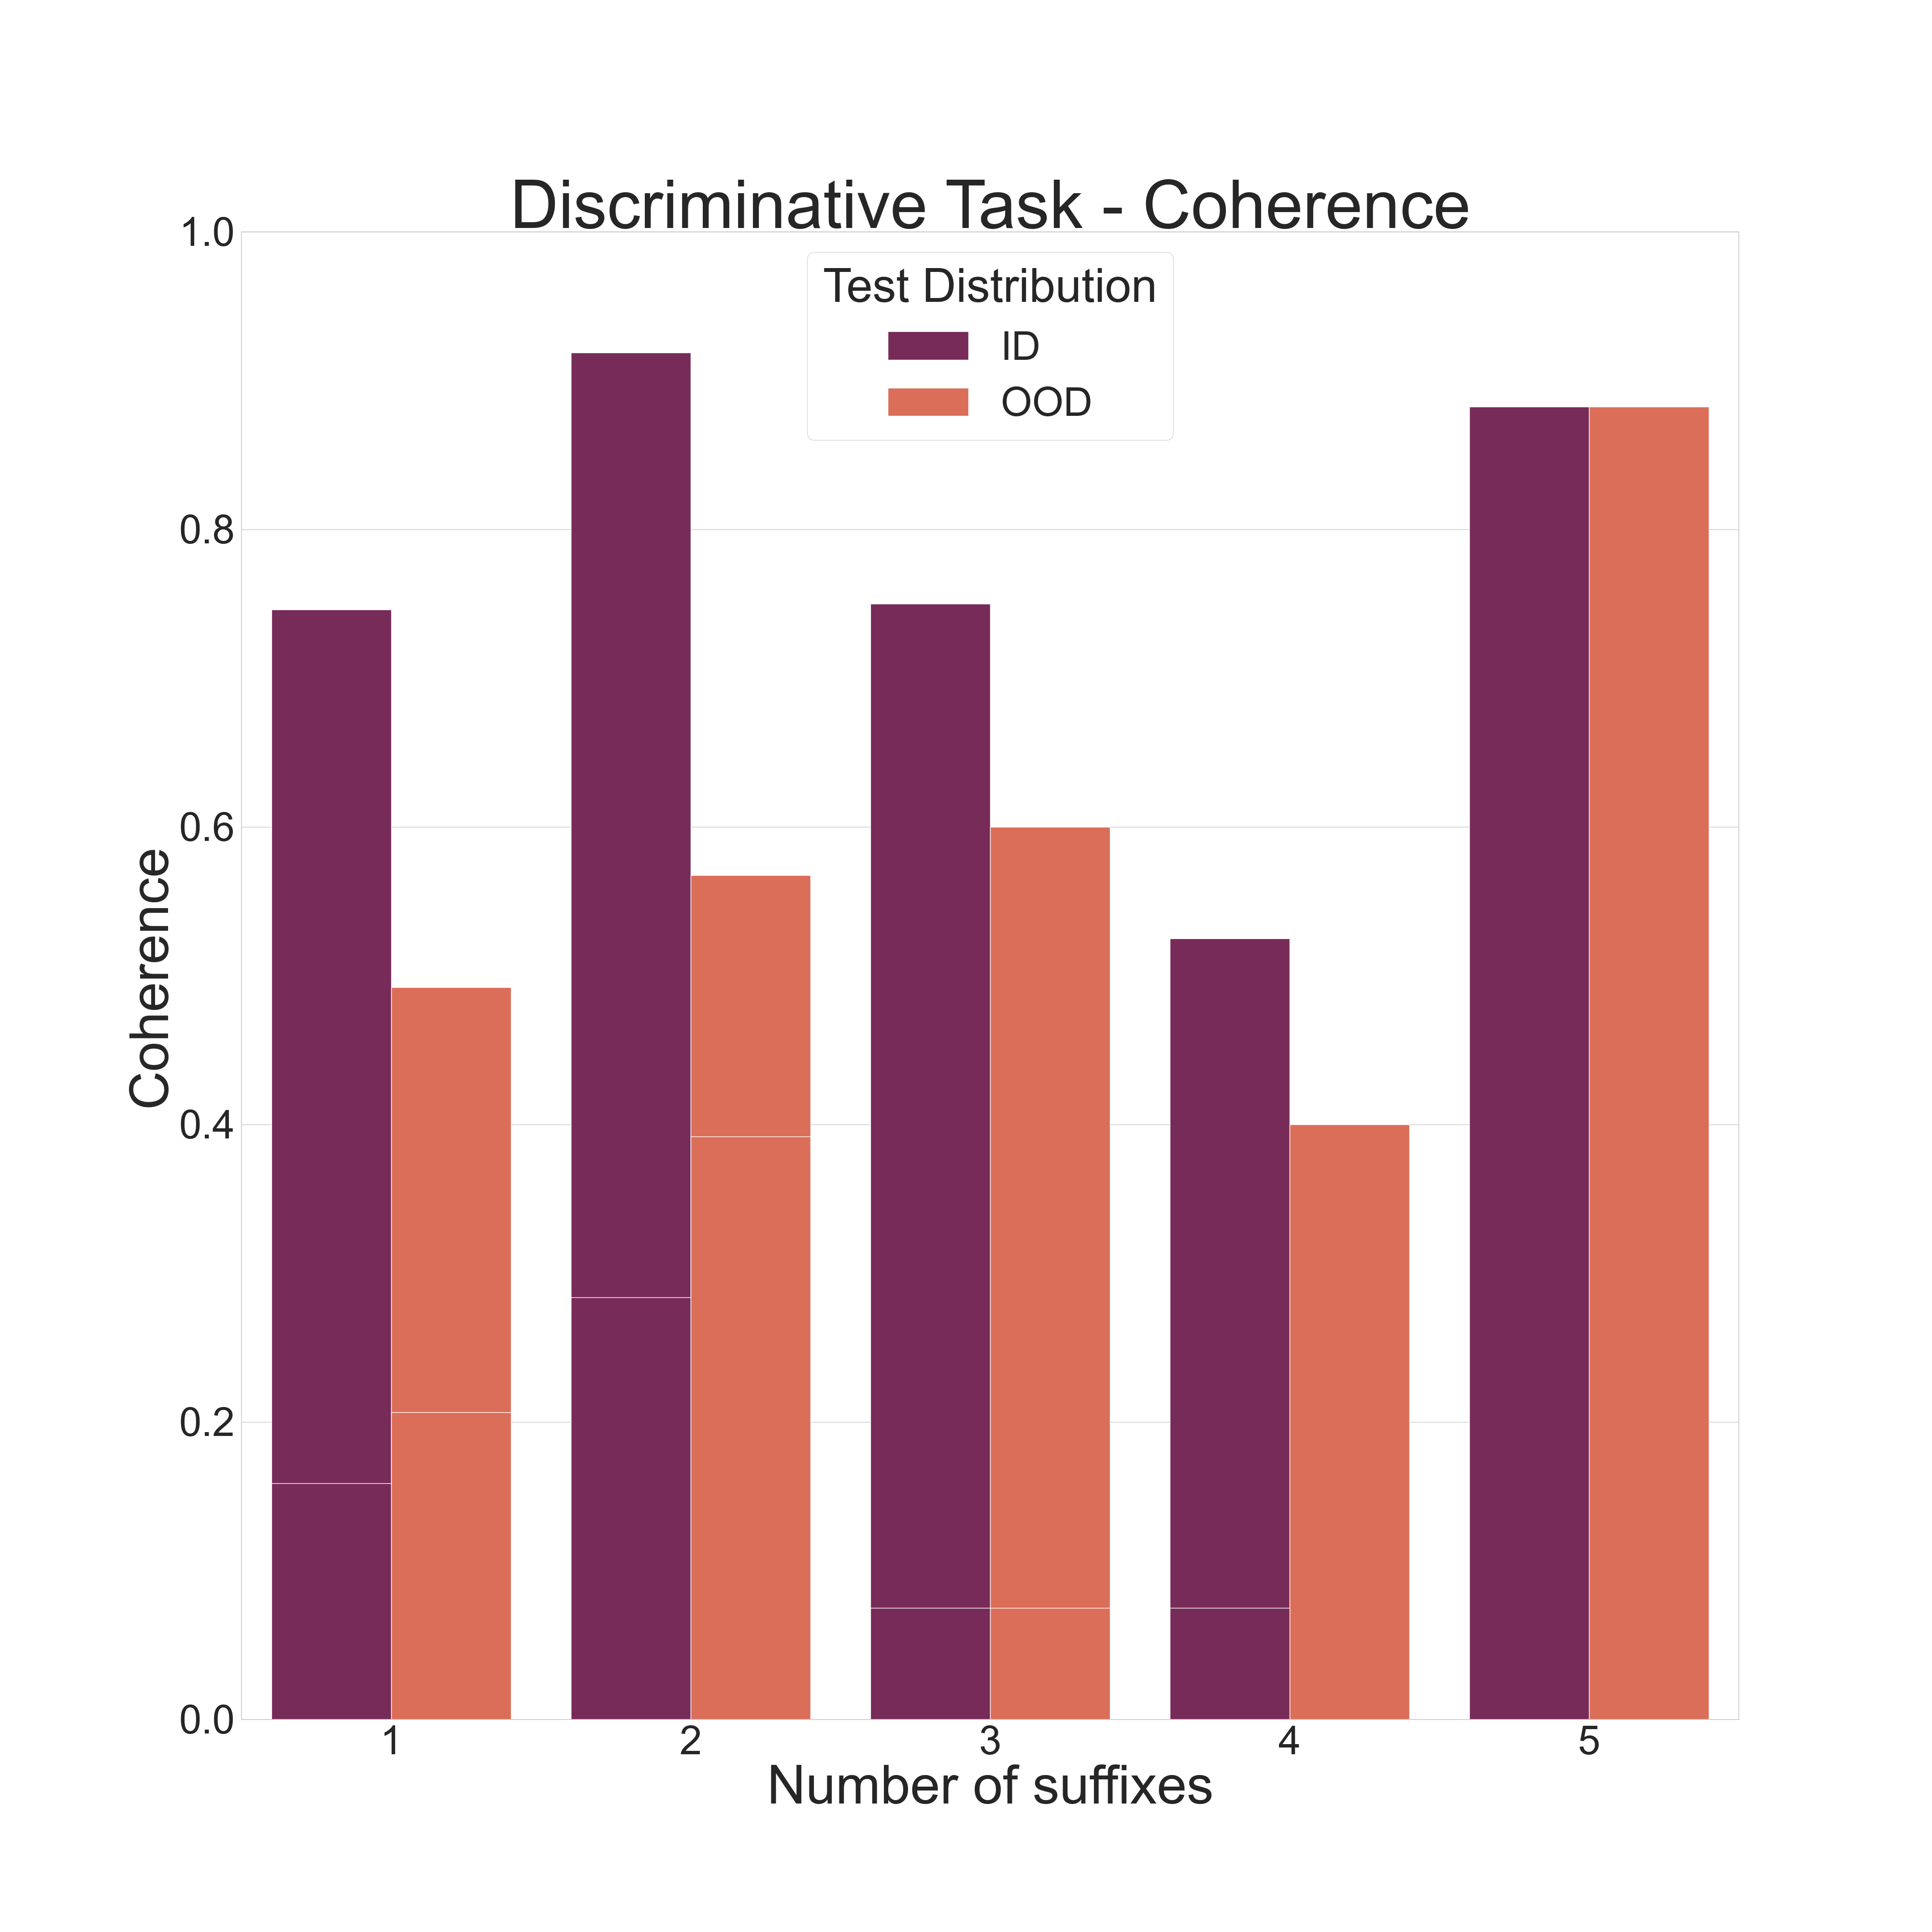 Discriminative Task - Coherence
Test Distribution
ID
OOD
1.0
0.8
0.6
0.4
0.2
0.0
Coherence
1 2 3 4 5
Number of suffixes